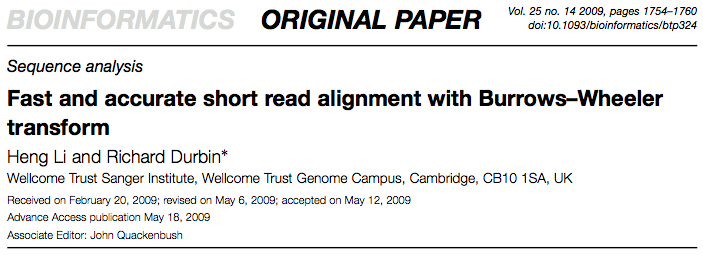 BIOINFORMATICS ORIGINAL PAPER Vol. 25 no. 14 2009, pages 1754–1760
doi:10.1093/bioinformatics/btp324
Sequence analysis
Fast and accurate short read alignment with Burrows–Wheeler
transform
Heng Li and Richard Durbin*
Wellcome Trust Sanger Institute, Wellcome Trust Genome Campus, Cambridge, CB10 1SA, UK
Received on February 20, 2009; revised on May 6, 2009; accepted on May 12, 2009
Advance Access publication May 18, 2009
Associate Editor: John Quackenbush